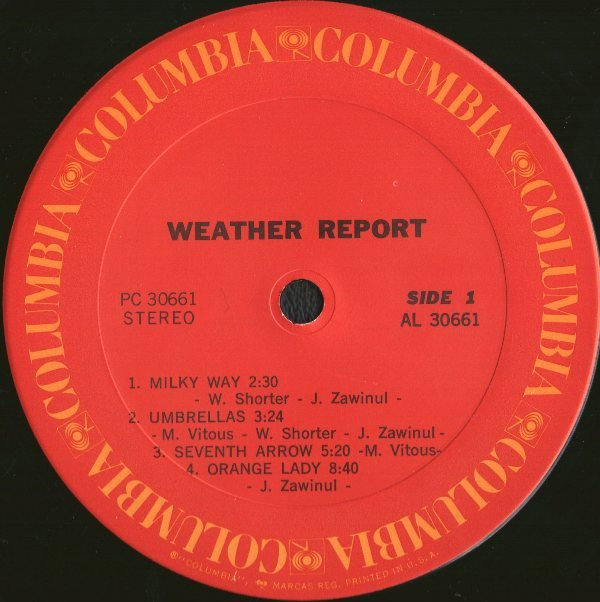 COLUMBIA COLUMBIA COLUMBIA COLUMBIA COLUMBIA COLUMBIA
WEATHER REPORT
PC 30661
STEREO
SIDE 1
AL 30661
1. MILKY WAY 2:30
- W. Shorter - J. Zawinul -
2. UMBRELLAS 3:24
- M. Vitous - W. Shorter - J. Zawinul -
3. SEVENTH ARROW 5:20 -M. Vitous-
4. ORANGE LADY 8:40
- J. Zawinul -
® "COLUMBIA", MARCAS REG. PRINTED IN U.S.A.